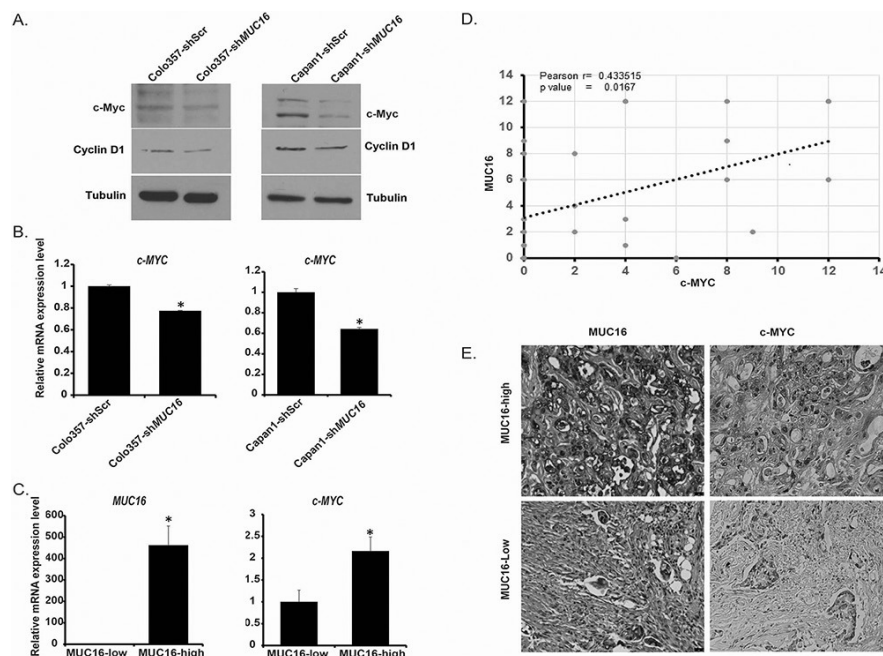 A.
Colo357-shScr
Colo357-shMUC16
Capan1-shScr
Capan1-shMUC16
c-Myc
c-Myc
Cyclin D1
Cyclin D1
Tubulin
Tubulin
B.
c-MYC
Relative mRNA expression level
1.2
1
0.8
0.6
0.4
0.2
0
*
Colo357-shScr
Colo357-shMUC16
c-MYC
1.2
1
0.8
0.6
0.4
0.2
0
*
Capan1-shScr
Capan1-shMUC16
C.
MUC16
Relative mRNA expression level
600
500
400
300
200
100
0
*
MUC16-low MUC16-high
c-MYC
2.5
2
1.5
1
0.5
0
*
MUC16-low MUC16-high
D.
Pearson r= 0.433515
p value = 0.0167
MUC16
14
12
10
8
6
4
2
0
0 2 4 6 8 10 12 14
c-MYC
E.
MUC16 c-MYC
MUC16-high
MUC16-Low